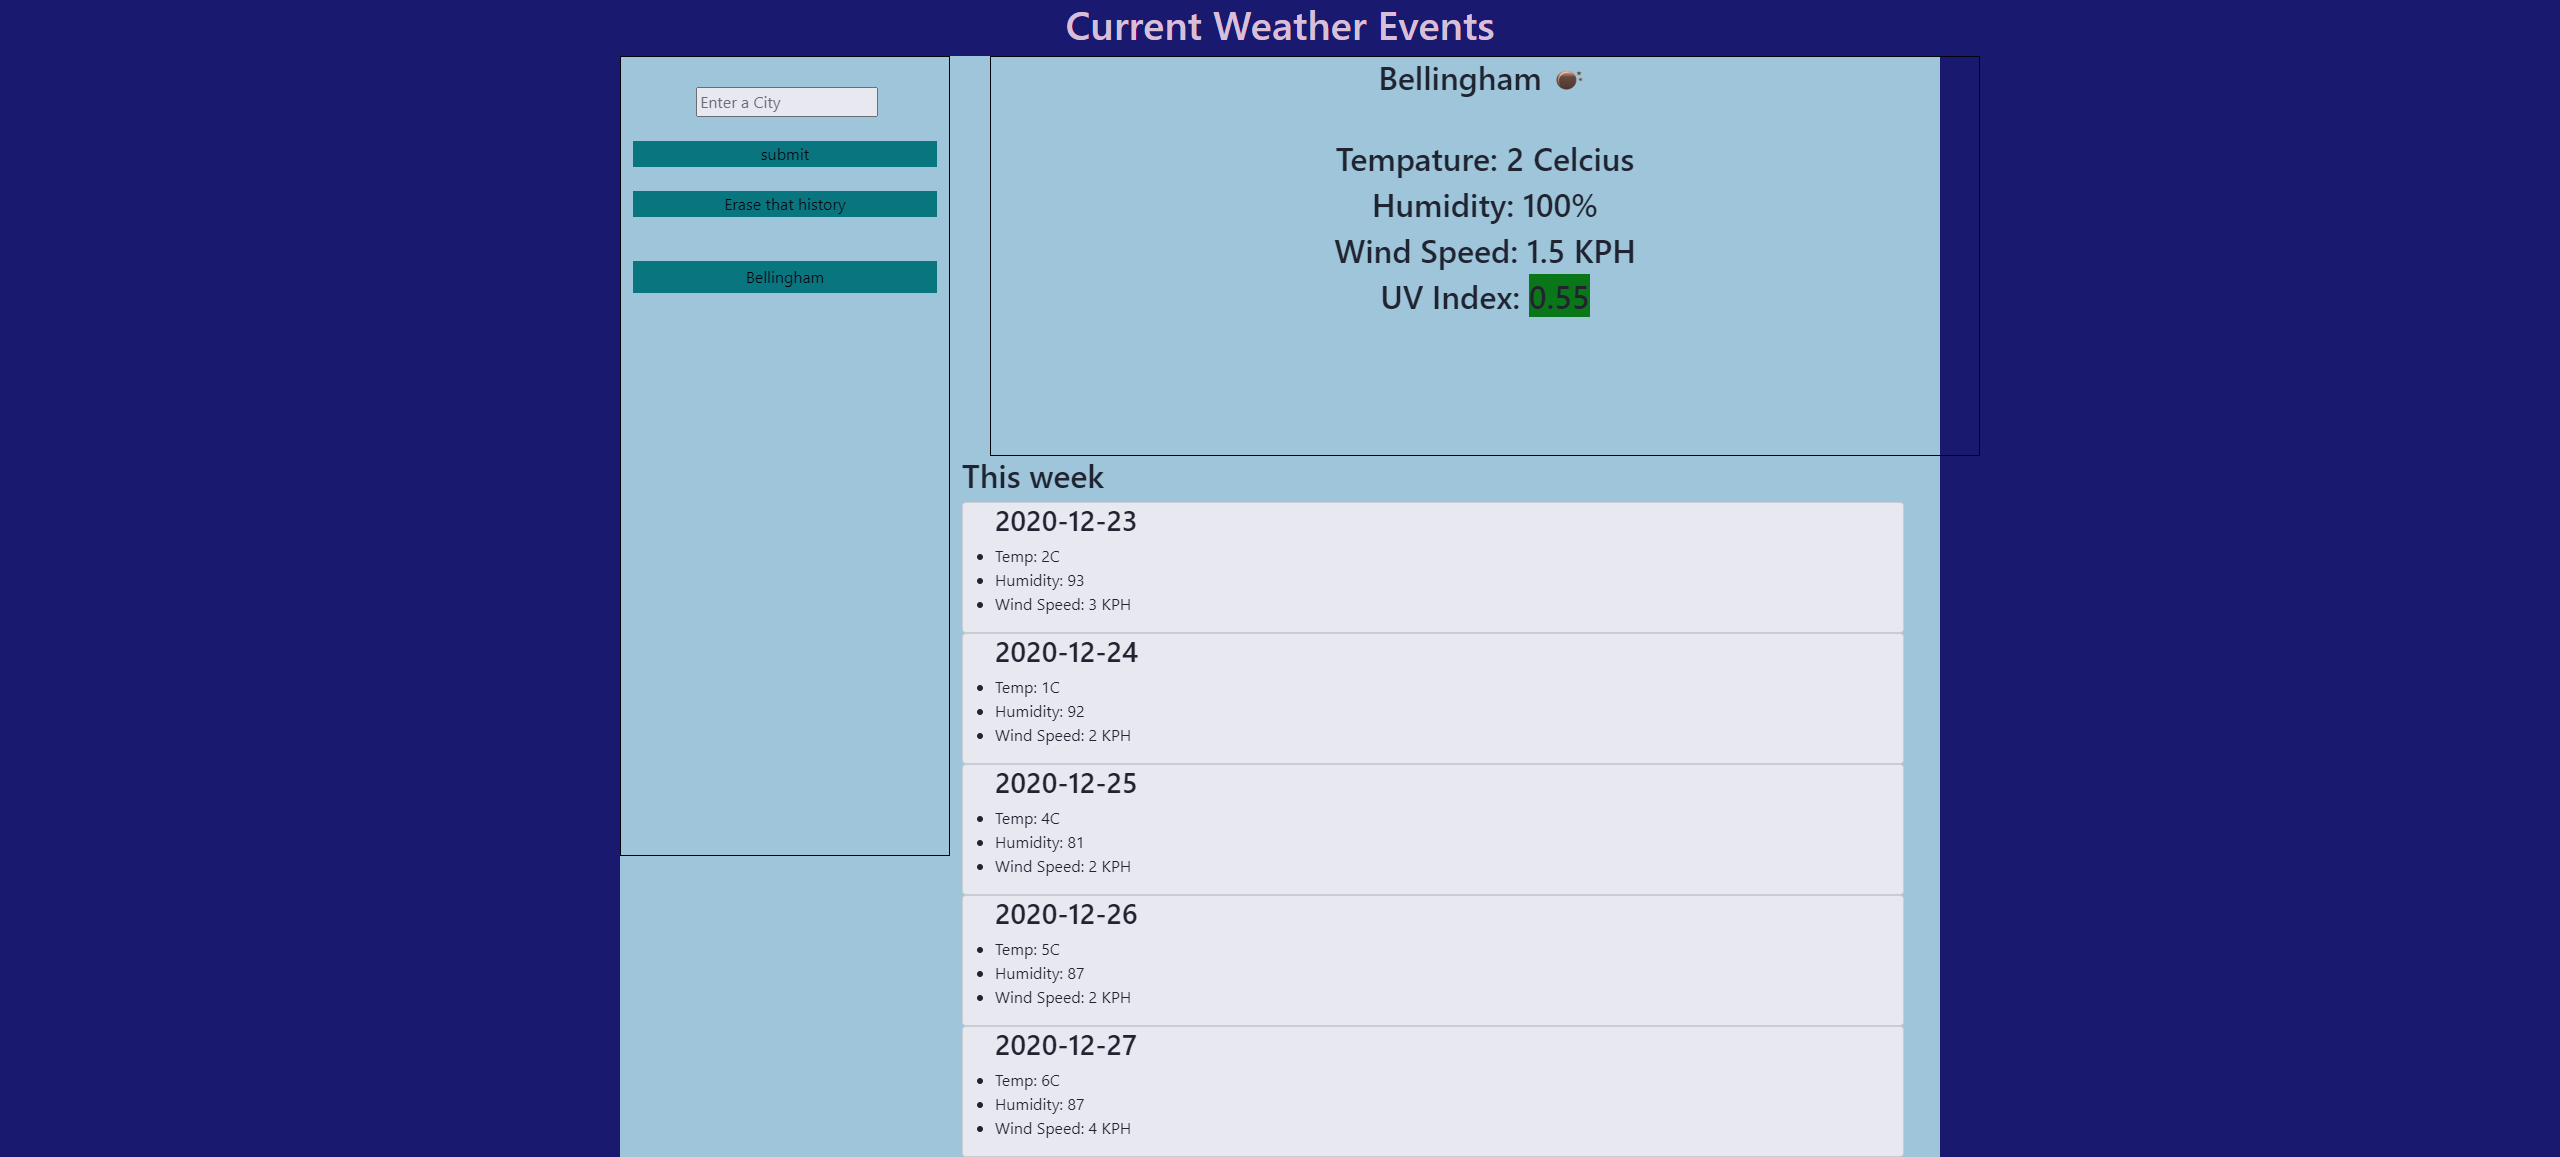 Current Weather Events
Enter a City
submit
Erase that history
Bellingham
Bellingham
Tempature: 2 Celcius
Humidity: 100%
Wind Speed: 1.5 KPH
UV Index: 0.55
This week
2020-12-23
Temp: 2C
Humidity: 93
Wind Speed: 3 KPH
2020-12-24
Temp: 1C
Humidity: 92
Wind Speed: 2 KPH
2020-12-25
Temp: 4C
Humidity: 81
Wind Speed: 2 KPH
2020-12-26
Temp: 5C
Humidity: 87
Wind Speed: 2 KPH
2020-12-27
Temp: 6C
Humidity: 87
Wind Speed: 4 KPH